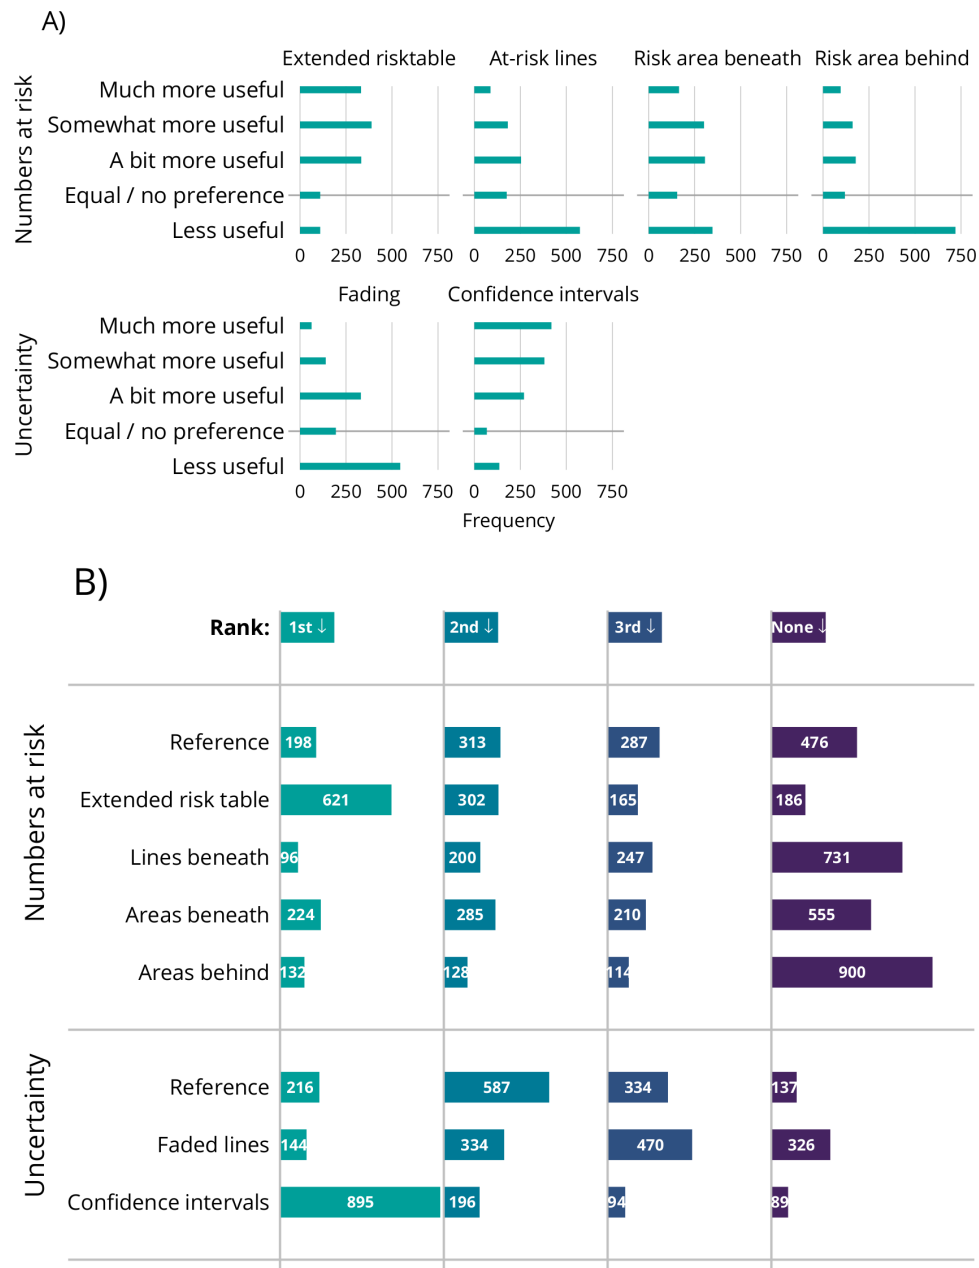 A)
Extended risktable At-risk lines Risk area beneath Risk area behind
Numbers at risk
Much more useful
Somewhat more useful
A bit more useful
Equal / no preference
Less useful
0 250 500 750 0 250 500 750 0 250 500 750 0 250 500 750
Fading Confidence intervals
Uncertainty
Much more useful
Somewhat more useful
A bit more useful
Equal / no preference
Less useful
0 250 500 750 0 250 500 750
Frequency
B)
Rank: 1st ↓ 2nd ↓ 3rd ↓ None ↓
Numbers at risk
Reference 198 313 287 476
Extended risk table 621 302 165 186
Lines beneath 96 200 247 731
Areas beneath 224 285 210 555
Areas behind 132 128 114 900
Uncertainty
Reference 216 587 334 137
Faded lines 144 334 470 326
Confidence intervals 895 196 94 89